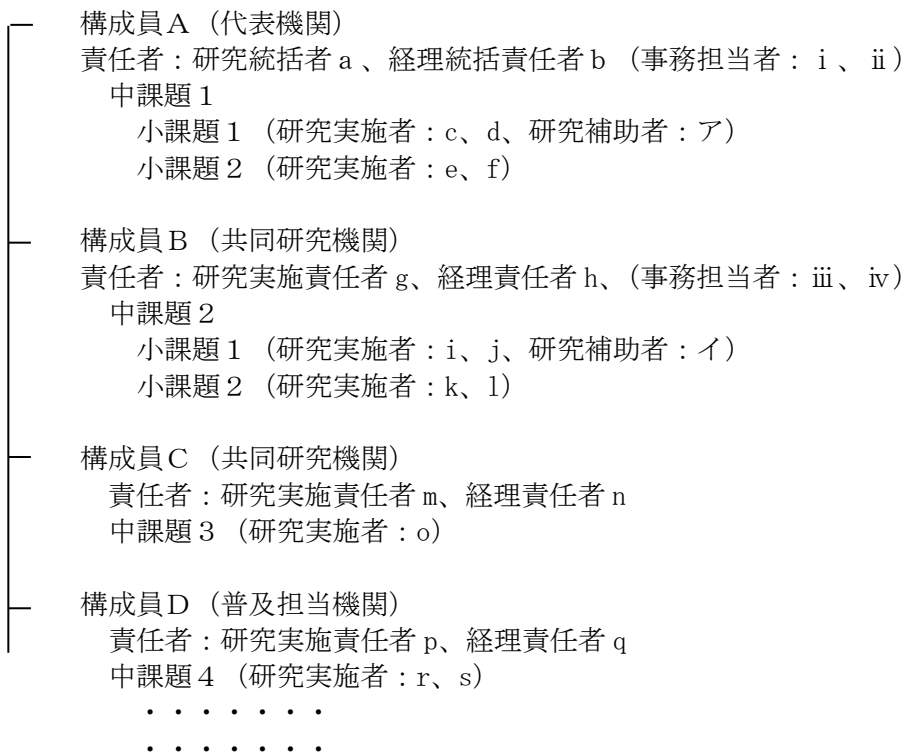 構成員Ａ（代表機関）
責任者：研究統括者a、経理統括責任者b（事務担当者：ⅰ、ⅱ）
中課題１
小課題１（研究実施者：c、d、研究補助者：ア）
小課題２（研究実施者：e、f）
構成員Ｂ（共同研究機関）
責任者：研究実施責任者g、経理責任者h、（事務担当者：ⅲ、ⅳ）
中課題２
小課題１（研究実施者：i、j、研究補助者：イ）
小課題２（研究実施者：k、l）
構成員Ｃ（共同研究機関）
責任者：研究実施責任者m、経理責任者n
中課題３（研究実施者：o）
構成員Ｄ（普及担当機関）
責任者：研究実施責任者p、経理責任者q
中課題４（研究実施者：r、s）
・・・・・・・
・・・・・・・